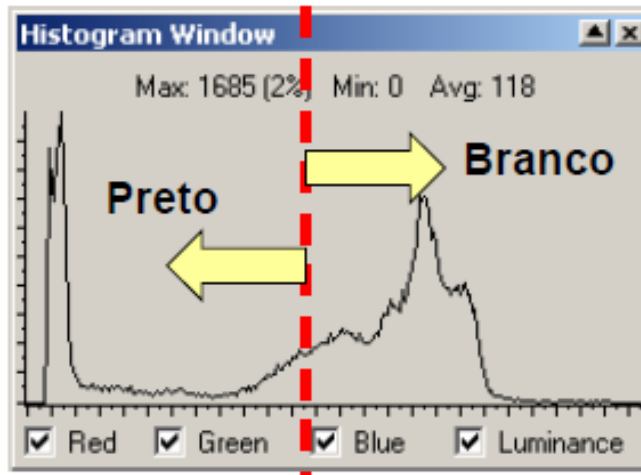 Histogram Window
Max: 1685 (2%) Min: 0 Avg: 118
Branco
Preto
Red Green Blue Luminance